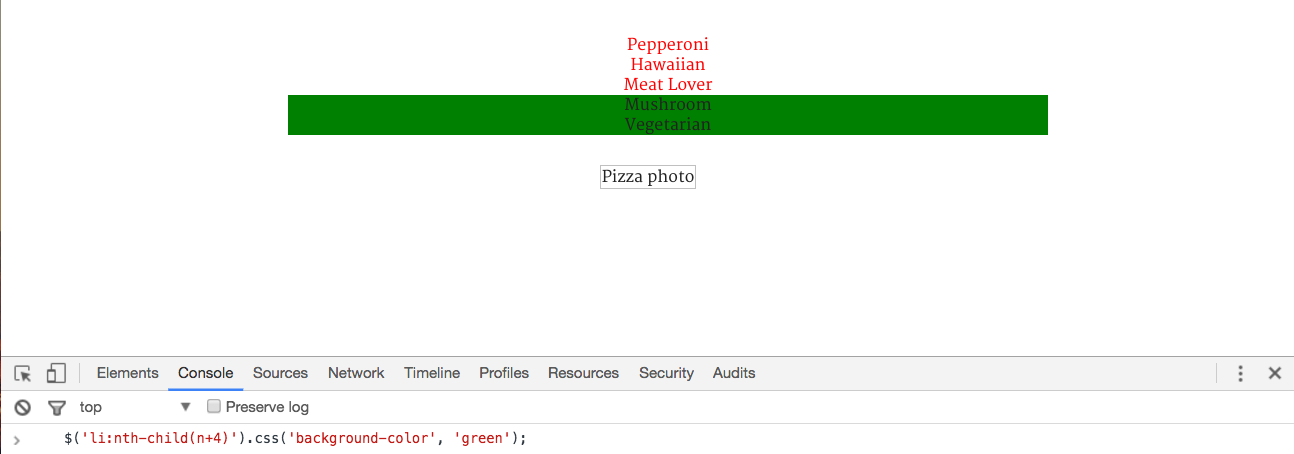 Pepperoni
Hawaiian
Meat Lover
Mushroom
Vegetarian
Pizza photo
Elements Console Sources Network Timeline Profiles Resources Security Audits
top ▼ Preserve log
> $('li:nth-child(n+4)').css('background-color', 'green');